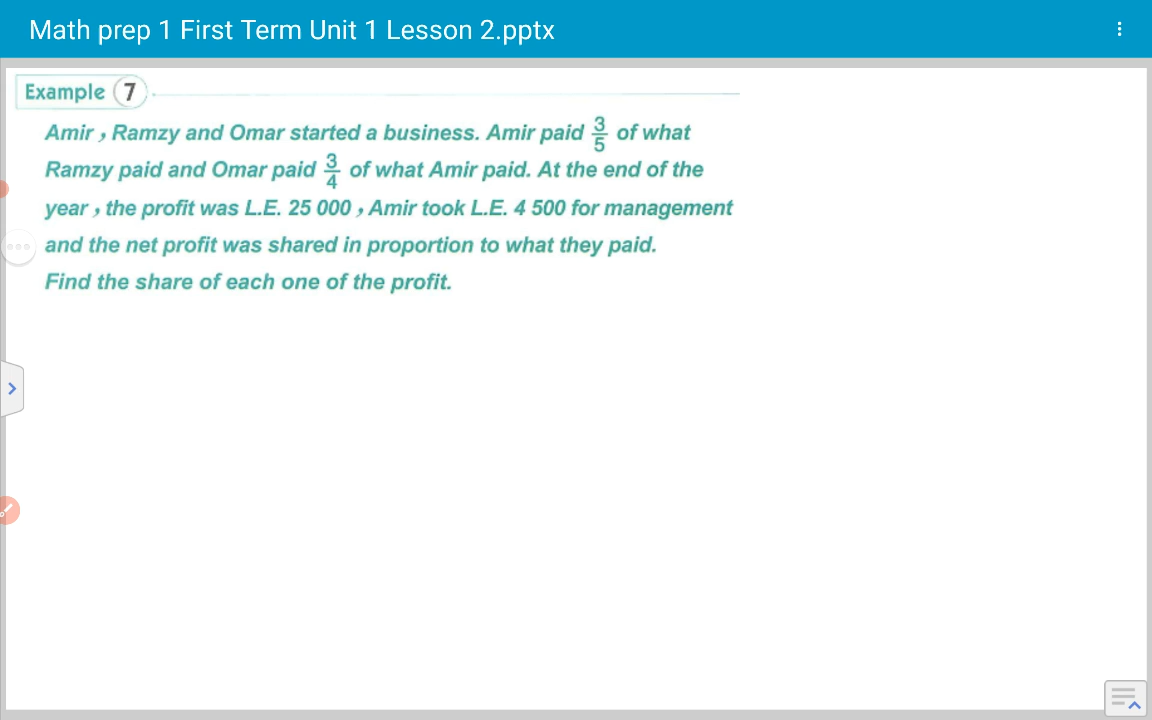 Math prep 1 First Term Unit 1 Lesson 2.pptx
Example 7
Amir , Ramzy and Omar started a business. Amir paid 3/5 of what
Ramzy paid and Omar paid 3/4 of what Amir paid. At the end of the
year , the profit was L.E. 25 000 , Amir took L.E. 4 500 for management
and the net profit was shared in proportion to what they paid.
Find the share of each one of the profit.